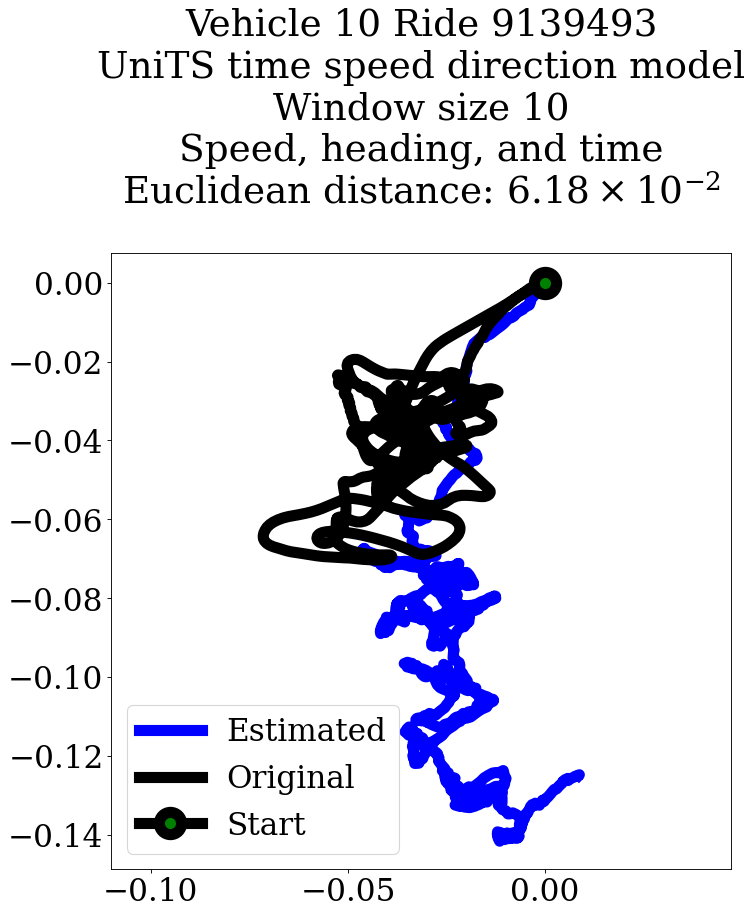 Vehicle 10 Ride 9139493
UniTS time speed direction model
Window size 10
Speed, heading, and time
Euclidean distance: 6.18 × 10⁻²
0.00
−0.02
−0.04
−0.06
−0.08
−0.10
−0.12
−0.14
Estimated
Original
Start
−0.10 −0.05 0.00